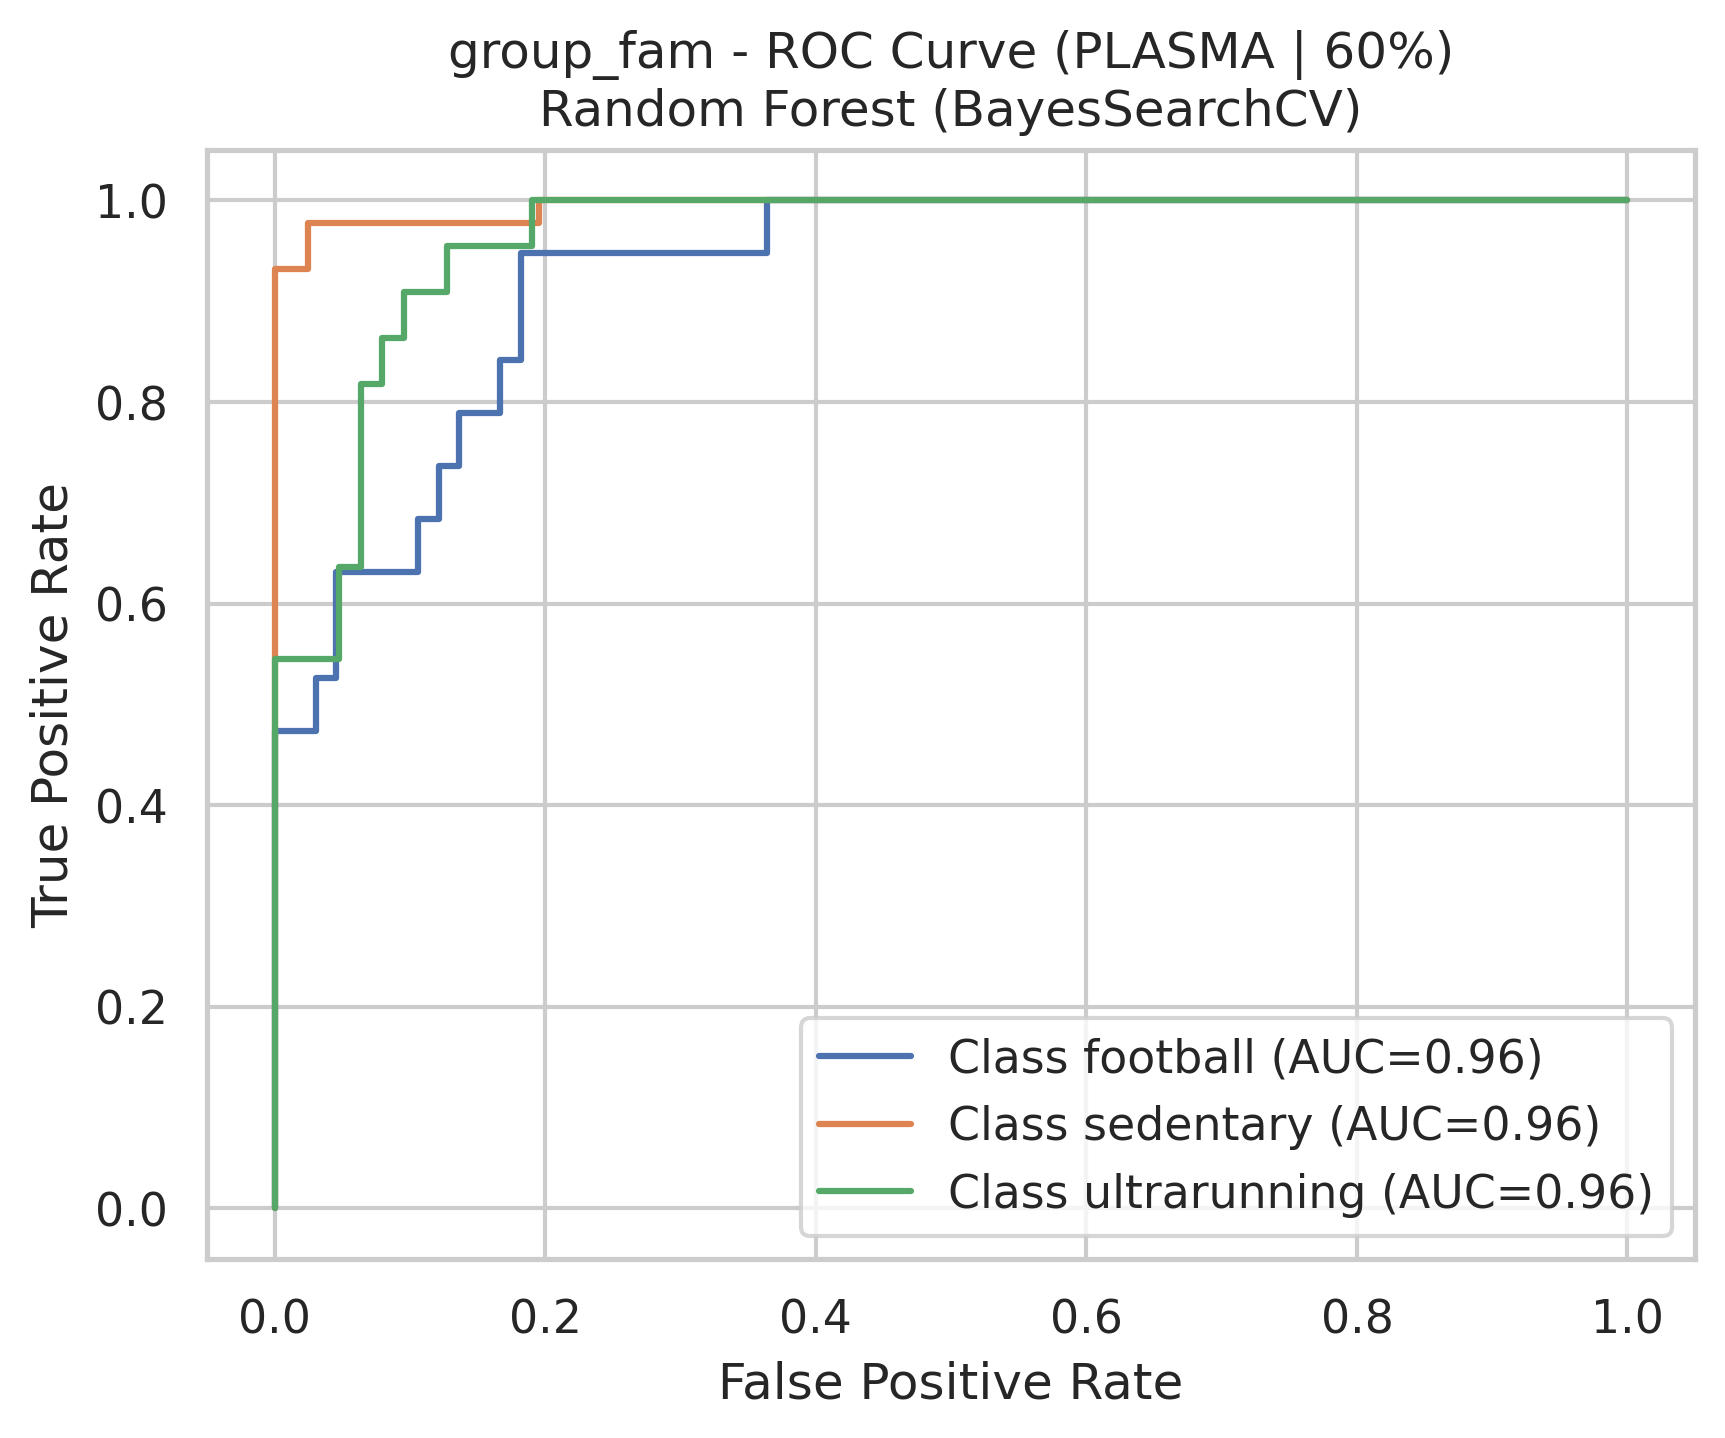 group_fam - ROC Curve (PLASMA | 60%)
Random Forest (BayesSearchCV)
True Positive Rate
1.0
0.8
0.6
0.4
0.2
0.0
Class football (AUC=0.96)
Class sedentary (AUC=0.96)
Class ultrarunning (AUC=0.96)
0.0 0.2 0.4 0.6 0.8 1.0
False Positive Rate